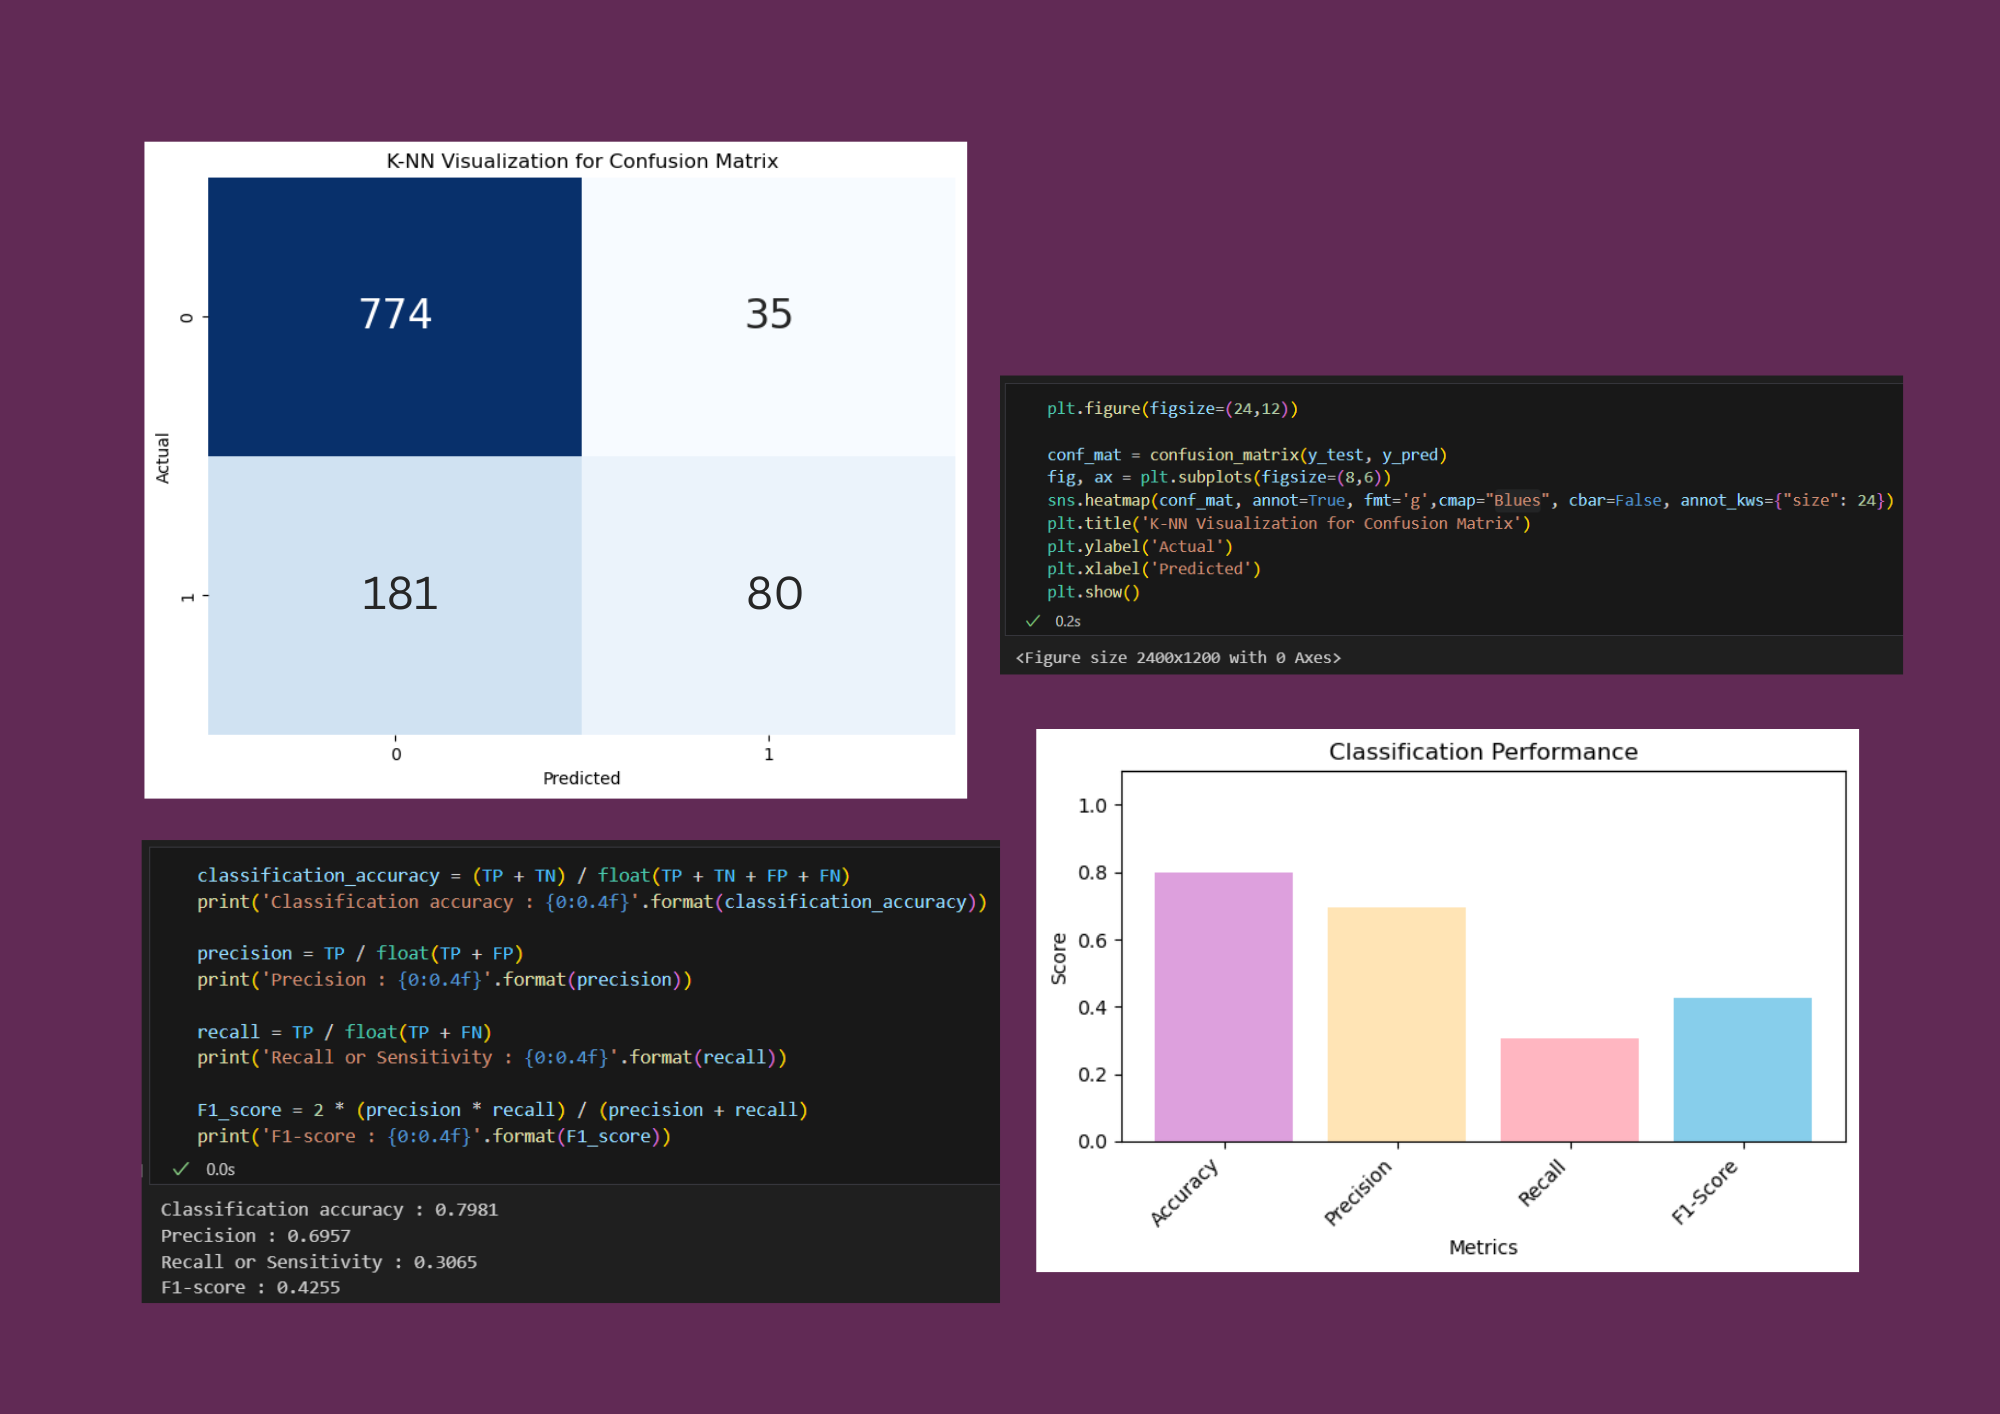 K-NN Visualization for Confusion Matrix
774
35
181
80
0
1
Actual
0
1
Predicted
plt.figure(figsize=(24,12))
conf_mat = confusion_matrix(y_test, y_pred)
fig, ax = plt.subplots(figsize=(8,6))
sns.heatmap(conf_mat, annot=True, fmt='g',cmap="Blues", cbar=False, annot_kws={"size": 24})
plt.title('K-NN Visualization for Confusion Matrix')
plt.ylabel('Actual')
plt.xlabel('Predicted')
plt.show()
0.2s
<Figure size 2400x1200 with 0 Axes>
classification_accuracy = (TP + TN) / float(TP + TN + FP + FN)
print('Classification accuracy : {0:0.4f}'.format(classification_accuracy))
precision = TP / float(TP + FP)
print('Precision : {0:0.4f}'.format(precision))
recall = TP / float(TP + FN)
print('Recall or Sensitivity : {0:0.4f}'.format(recall))
F1_score = 2 * (precision * recall) / (precision + recall)
print('F1-score : {0:0.4f}'.format(F1_score))
0.0s
Classification accuracy : 0.7981
Precision : 0.6957
Recall or Sensitivity : 0.3065
F1-score : 0.4255
Classification Performance
1.0
0.8
0.6
0.4
0.2
0.0
Score
Accuracy
Precision
Recall
F1-Score
Metrics